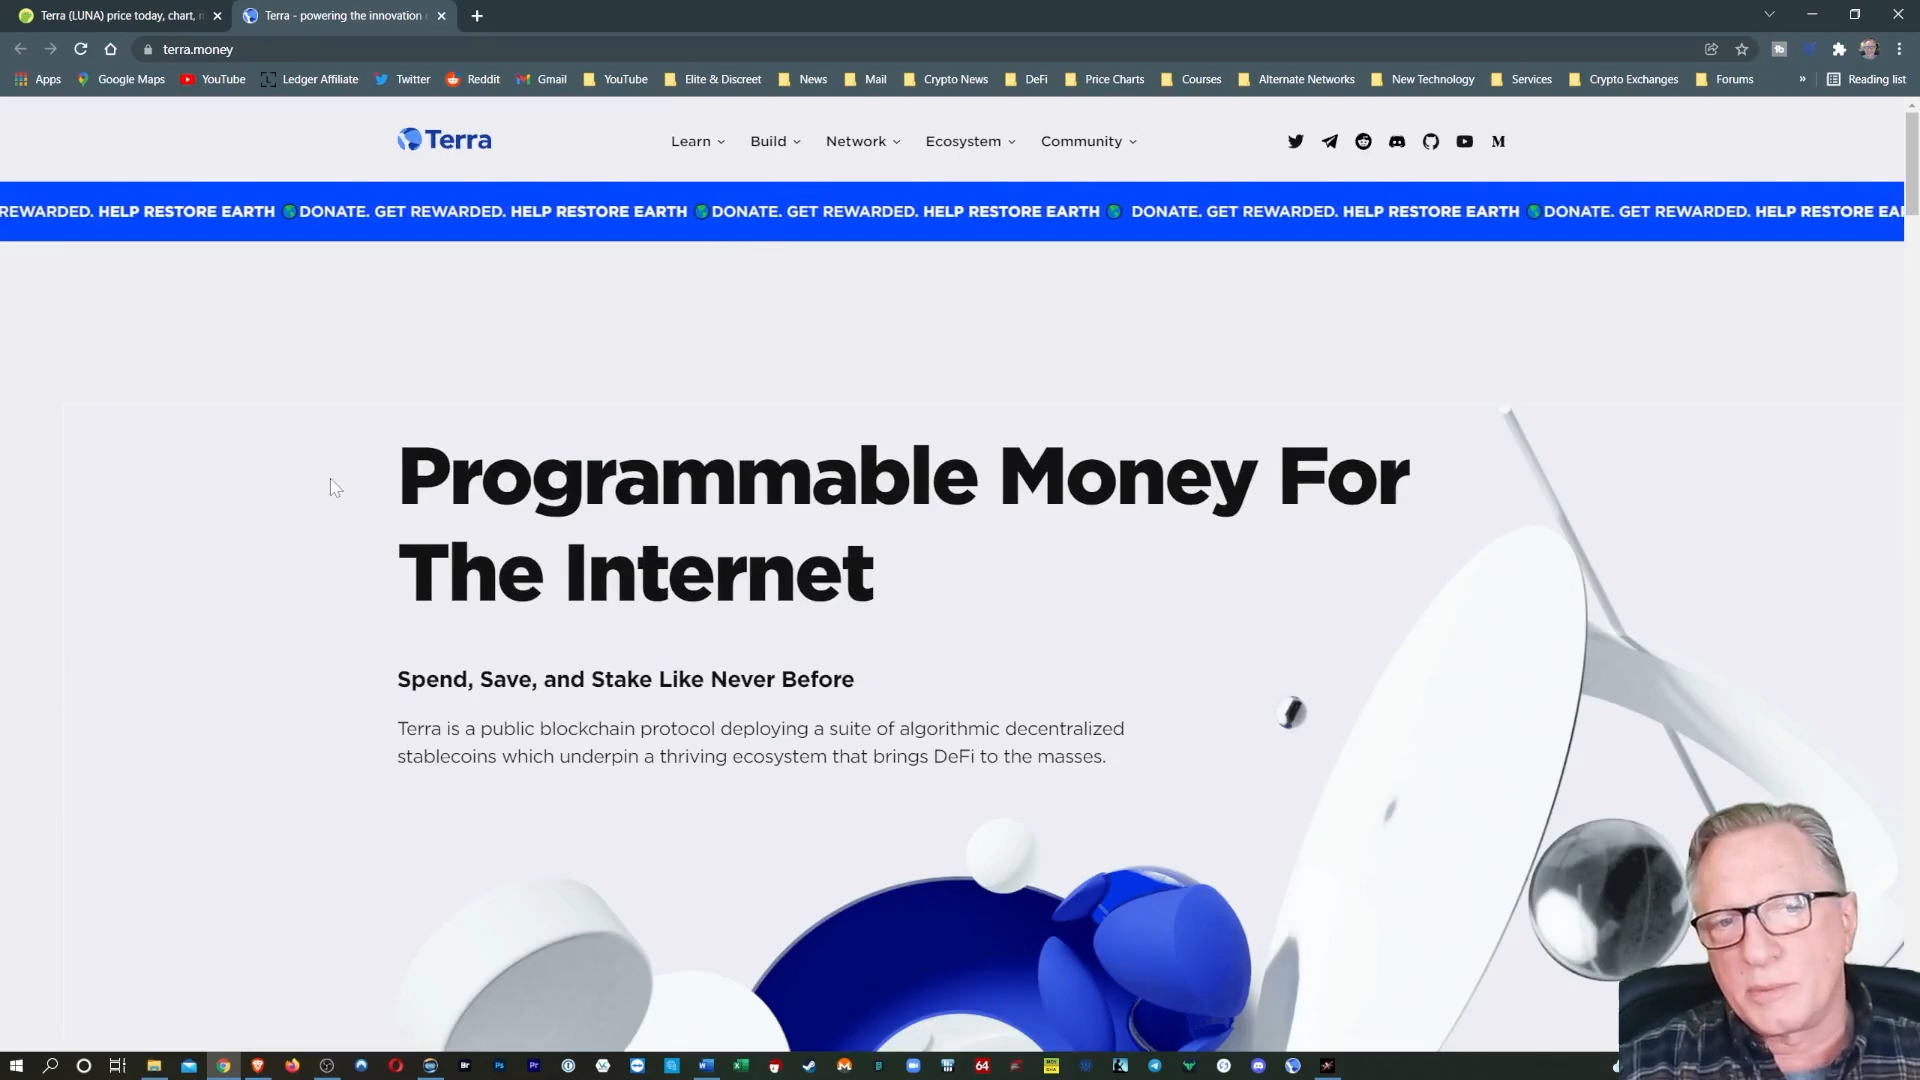 Terra (LUNA) price today, chart, m
Terra - powering the innovation
terra.money
Apps
Google Maps
YouTube
Ledger Affiliate
Twitter
Reddit
Gmail
YouTube
Elite & Discreet
News
Mail
Crypto News
DeFi
Price Charts
Courses
Alternate Networks
New Technology
Services
Crypto Exchanges
Forums
»
Reading list
Terra
Learn
Build
Network
Ecosystem
Community
REWARDED. HELP RESTORE EARTH DONATE. GET REWARDED. HELP RESTORE EARTH DONATE. GET REWARDED. HELP RESTORE EARTH DONATE. GET REWARDED. HELP RESTORE EARTH DONATE. GET REWARDED. HELP RESTORE EA
Programmable Money For
The Internet
Spend, Save, and Stake Like Never Before
Terra is a public blockchain protocol deploying a suite of algorithmic decentralized
stablecoins which underpin a thriving ecosystem that brings DeFi to the masses.
Br
Ps
Pr
64